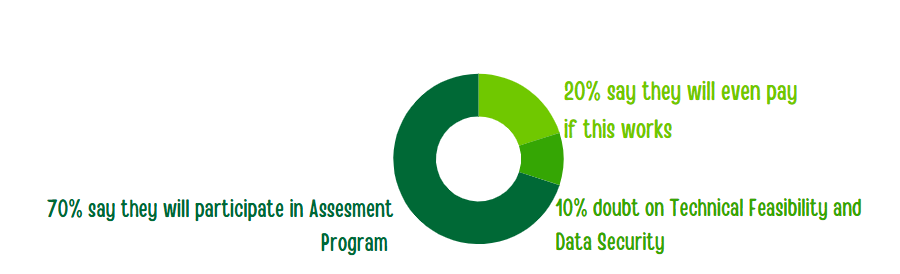 20% say they will even pay
if this works
70% say they will participate in Assesment
Program
10% doubt on Technical Feasibility and
Data Security